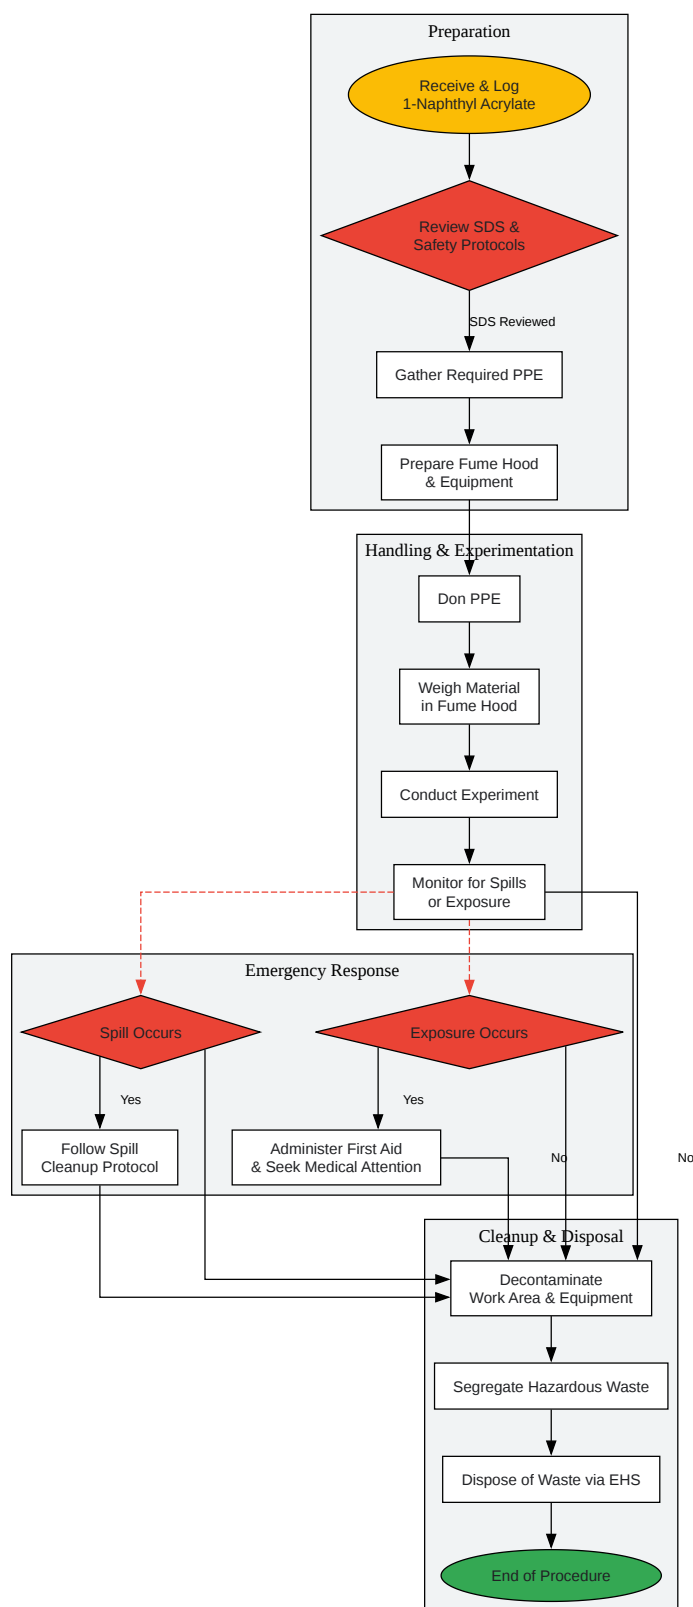 Preparation
Receive & Log
1-Naphthyl Acrylate
Review SDS &
Safety Protocols
SDS Reviewed
Gather Required PPE
Prepare Fume Hood
& Equipment
Handling & Experimentation
Don PPE
Weigh Material
in Fume Hood
Conduct Experiment
Monitor for Spills
or Exposure
Emergency Response
Spill Occurs
Exposure Occurs
Yes
Yes
Follow Spill
Cleanup Protocol
Administer First Aid
& Seek Medical Attention
No
No
Cleanup & Disposal
Decontaminate
Work Area & Equipment
Segregate Hazardous Waste
Dispose of Waste via EHS
End of Procedure